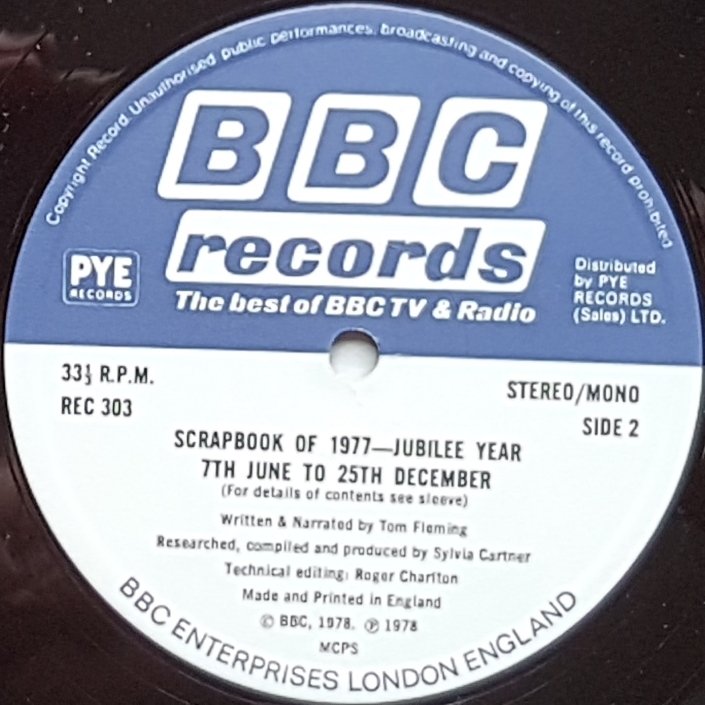 Copyright Record. Unauthorised public performances, broadcasting and copying of this record prohibited
BBC
records
The best of BBC TV & Radio
PYE
RECORDS
Distributed
by PYE
RECORDS
(Sales) LTD.
33⅓ R.P.M.
REC 303
STEREO/MONO
SIDE 2
SCRAPBOOK OF 1977—JUBILEE YEAR
7TH JUNE TO 25TH DECEMBER
(For details of contents see sleeve)
Written & Narrated by Tom Fleming
Researched, compiled and produced by Sylvia Cartner
Technical editing: Roger Charlton
Made and Printed in England
© BBC, 1978. ℗ 1978
MCPS
BBC ENTERPRISES LONDON ENGLAND